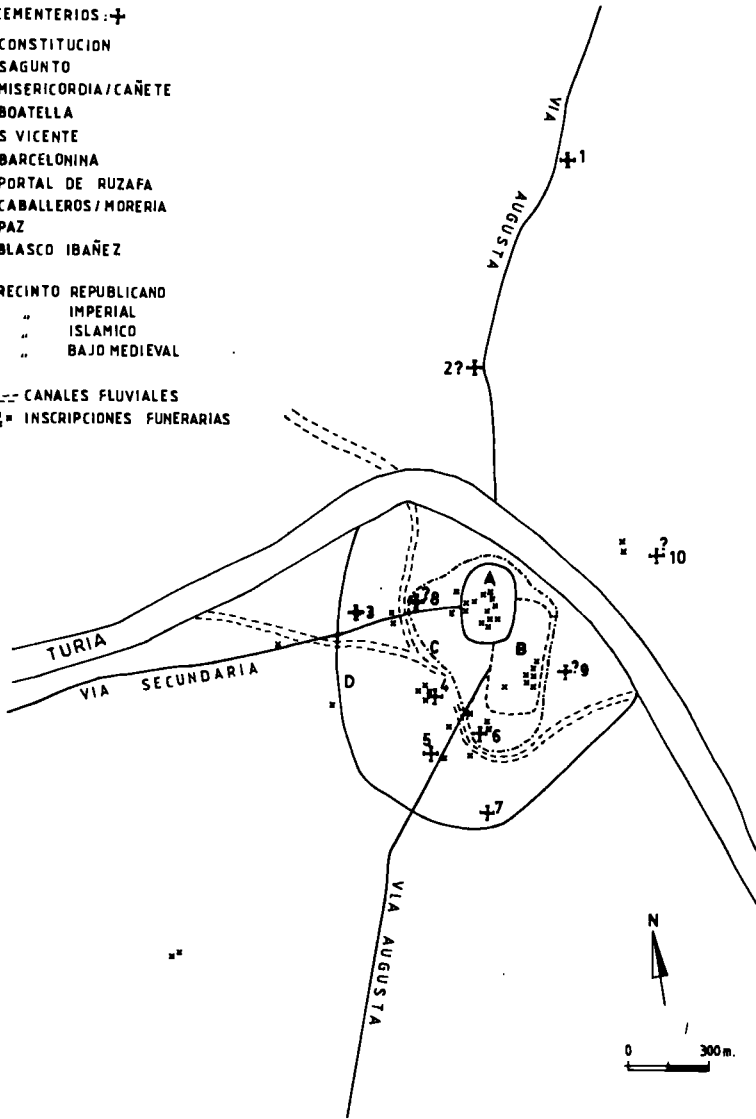 CEMENTERIOS:
CONSTITUCION
SAGUNTO
MISERICORDIA/CAÑETE
BOATELLA
S VICENTE
BARCELONINA
PORTAL DE RUZAFA
CABALLEROS/MORERIA
PAZ
BLASCO IBAÑEZ
RECINTO REPUBLICANO
" IMPERIAL
" ISLAMICO
" BAJO MEDIEVAL
CANALES FLUVIALES
INSCRIPCIONES FUNERARIAS
VIA AUGUSTA
1
2?
?10
A
?8
3
TURIA
VIA SECUNDARIA
C
B
?9
D
4
5
6
7
VIA AUGUSTA
N
0 300m.